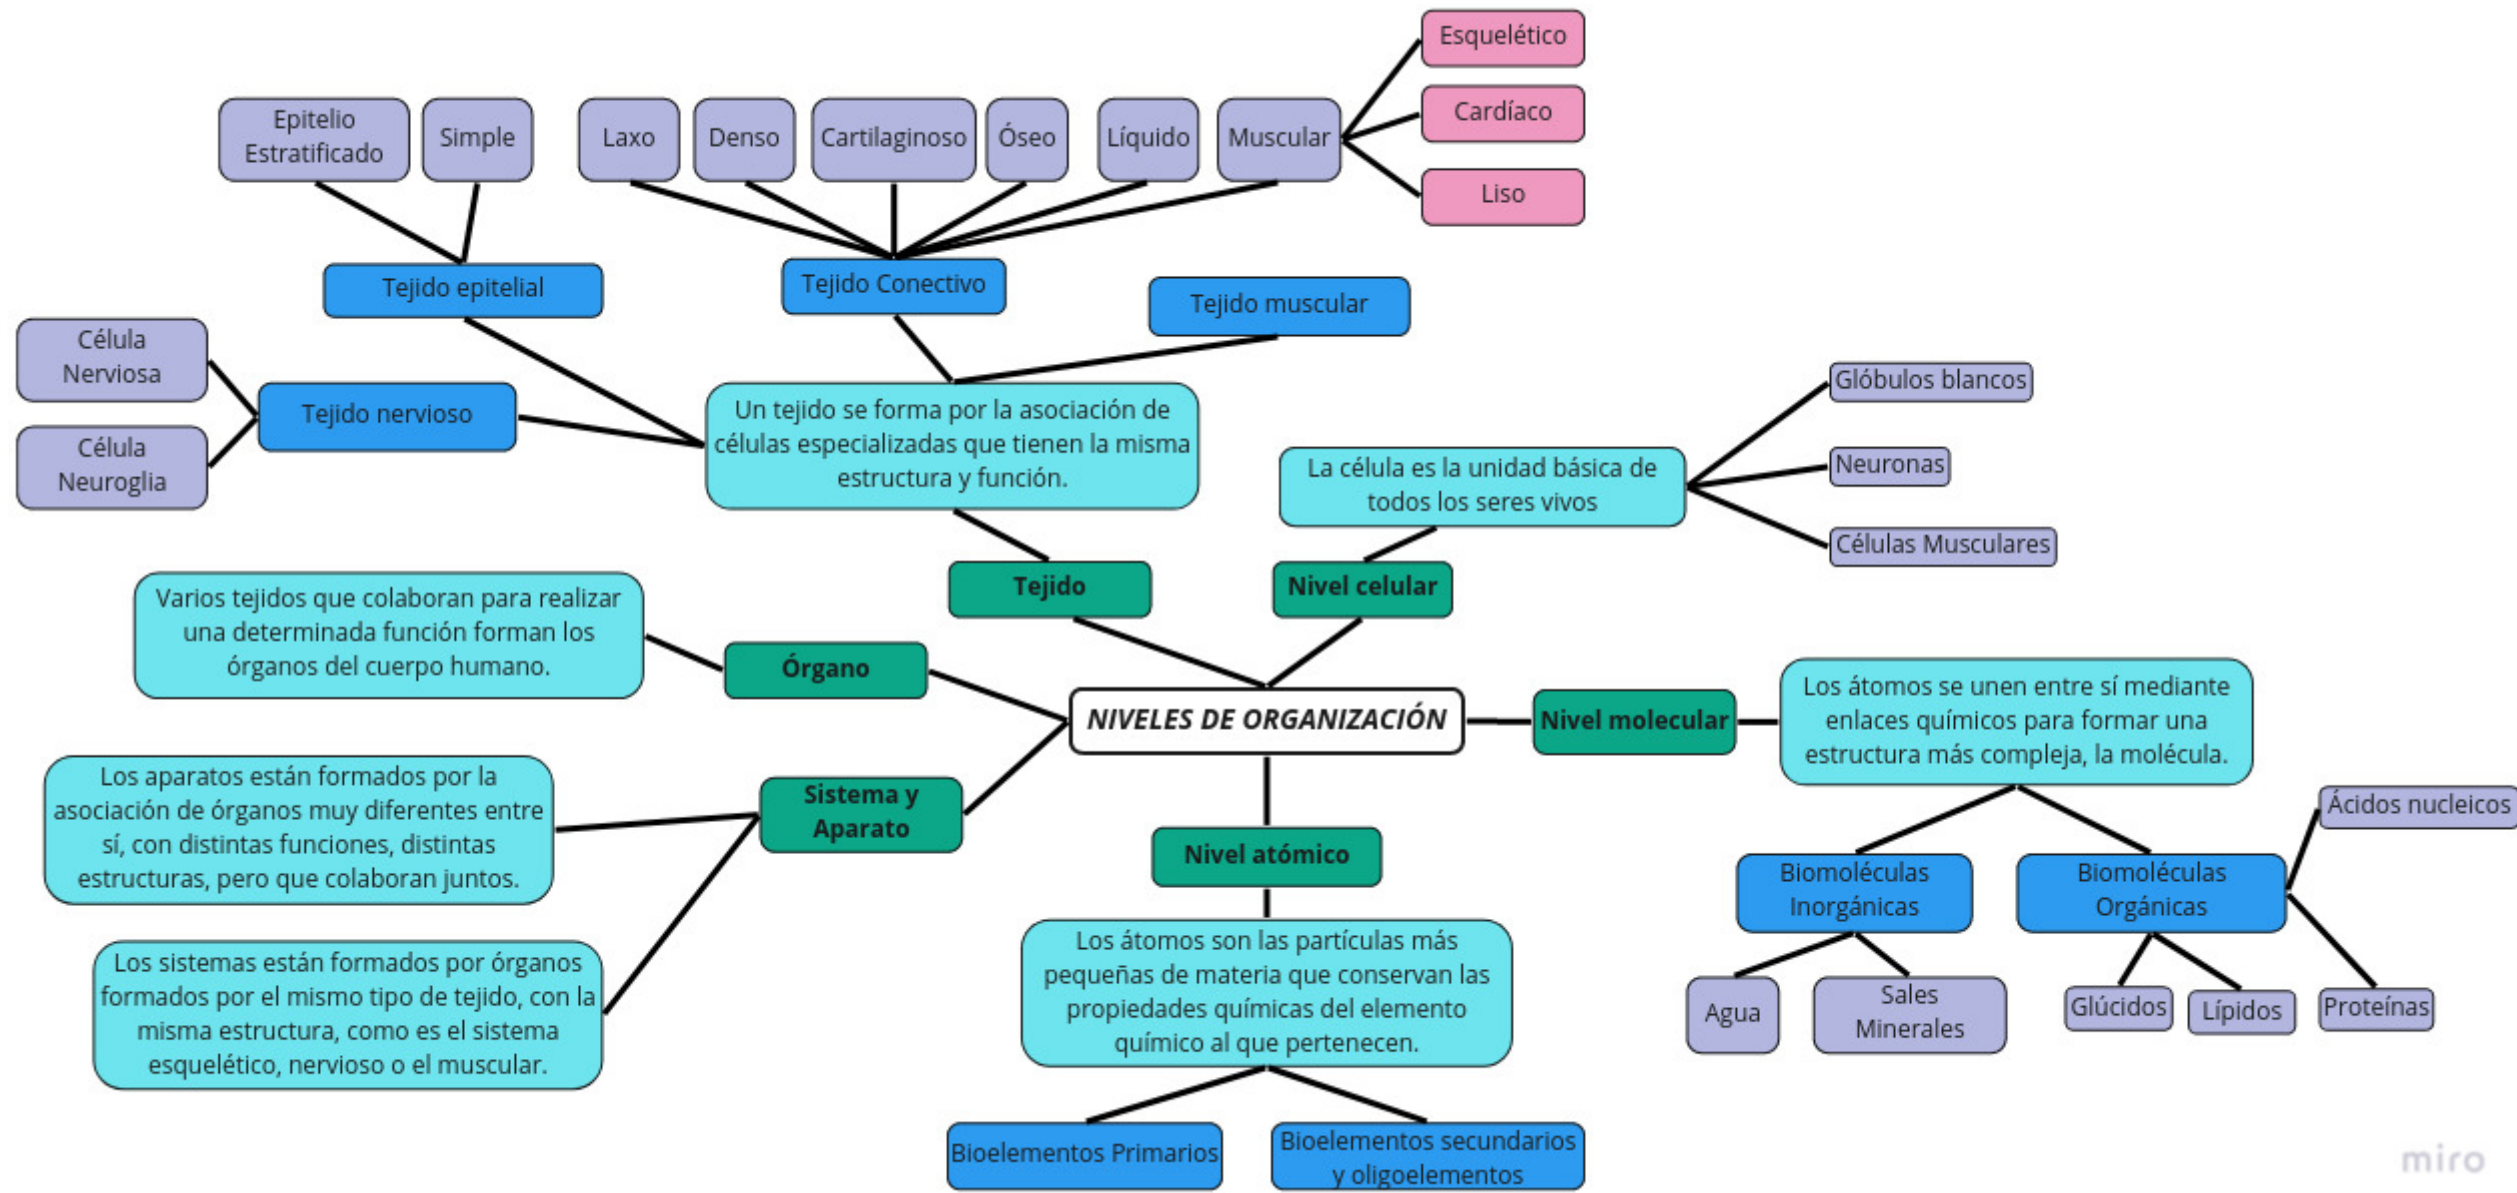 Esquelético
Cardíaco
Liso
Epitelio
Estratificado
Simple
Laxo
Denso
Cartilaginoso
Óseo
Líquido
Muscular
Tejido epitelial
Tejido Conectivo
Tejido muscular
Célula
Nerviosa
Célula
Neuroglia
Tejido nervioso
Un tejido se forma por la asociación de
células especializadas que tienen la misma
estructura y función.
La célula es la unidad básica de
todos los seres vivos
Glóbulos blancos
Neuronas
Células Musculares
Tejido
Nivel celular
Varios tejidos que colaboran para realizar
una determinada función forman los
órganos del cuerpo humano.
Órgano
NIVELES DE ORGANIZACIÓN
Nivel molecular
Los átomos se unen entre sí mediante
enlaces químicos para formar una
estructura más compleja, la molécula.
Los aparatos están formados por la
asociación de órganos muy diferentes entre
sí, con distintas funciones, distintas
estructuras, pero que colaboran juntos.
Sistema y
Aparato
Nivel atómico
Ácidos nucleicos
Biomoléculas
Inorgánicas
Biomoléculas
Orgánicas
Los sistemas están formados por órganos
formados por el mismo tipo de tejido, con la
misma estructura, como es el sistema
esquelético, nervioso o el muscular.
Los átomos son las partículas más
pequeñas de materia que conservan las
propiedades químicas del elemento
químico al que pertenecen.
Agua
Sales
Minerales
Glúcidos
Lípidos
Proteínas
Bioelementos Primarios
Bioelementos secundarios
y oligoelementos
miro